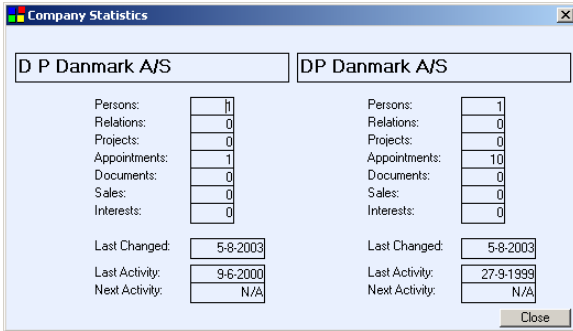 Company Statistics
D P Danmark A/S
DP Danmark A/S
Persons: 1
Relations: 0
Projects: 0
Appointments: 1
Documents: 0
Sales: 0
Interests: 0
Last Changed: 5-8-2003
Last Activity: 9-6-2000
Next Activity: N/A
Persons: 1
Relations: 0
Projects: 0
Appointments: 10
Documents: 0
Sales: 0
Interests: 0
Last Changed: 5-8-2003
Last Activity: 27-9-1999
Next Activity: N/A
Close